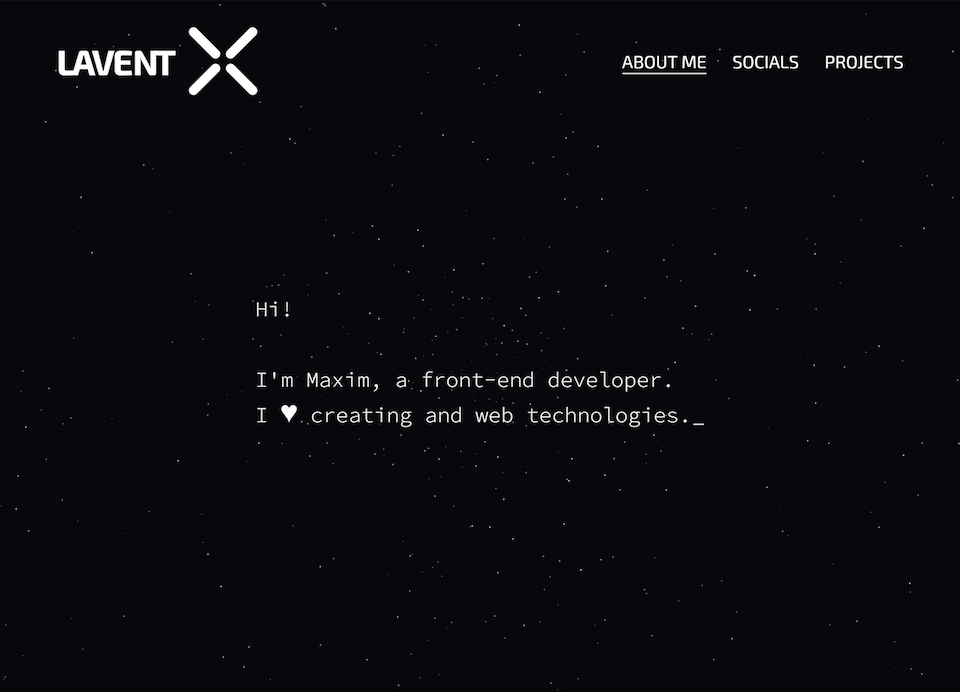 LAVENT X
ABOUT ME SOCIALS PROJECTS
Hi!
I'm Maxim, a front-end developer.
I ♥ creating and web technologies._